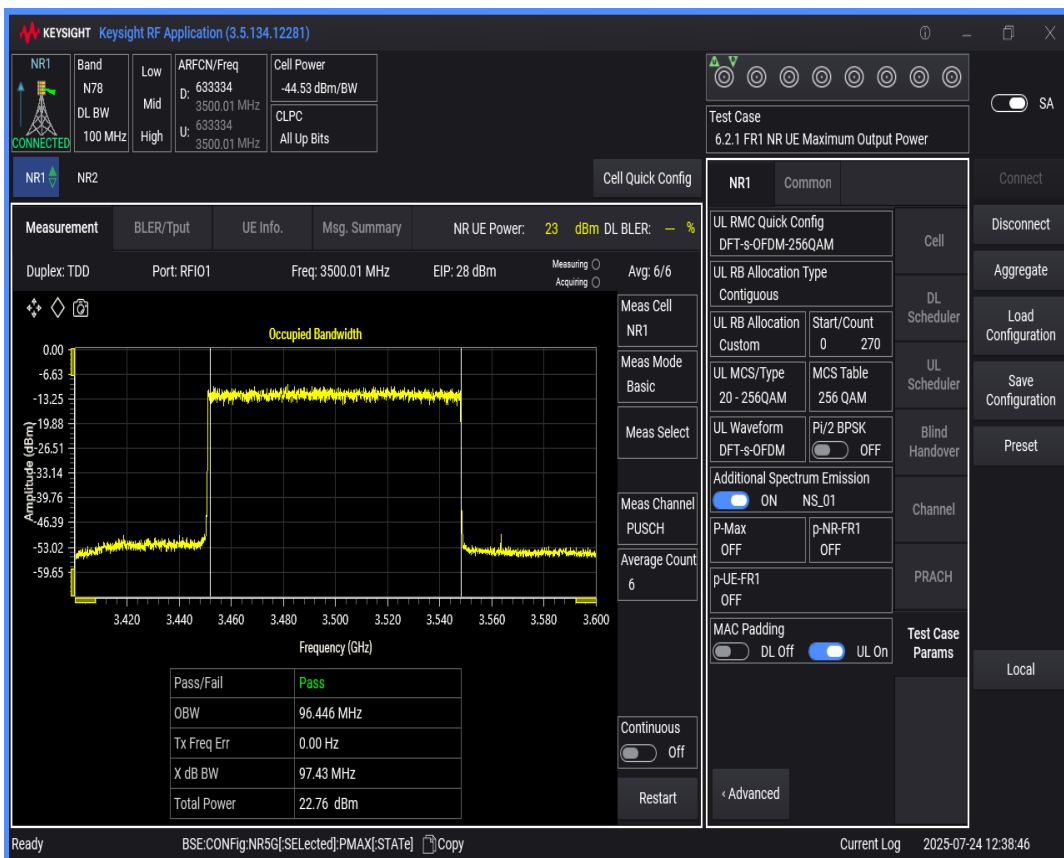 KEYSIGHT Keysight RF Application (3.5.134.12281)
NR1
CONNECTED
Band
N78
DL BW
100 MHz
Low
Mid
High
ARFCN/Freq
D: 633334
3500.01 MHz
U: 633334
3500.01 MHz
Cell Power
-44.53 dBm/BW
CLPC
All Up Bits
Test Case
6.2.1 FR1 NR UE Maximum Output Power
SA
NR1
NR2
Cell Quick Config
Measurement
BLER/Tput
UE Info.
Msg. Summary
NR UE Power: 23 dBm DL BLER: — %
Duplex: TDD
Port: RFIO1
Freq: 3500.01 MHz
EIP: 28 dBm
Measuring
Acquiring
Avg: 6/6
Occupied Bandwidth
Amplitude (dBm)
0.00
-6.63
-13.25
-19.88
-26.51
-33.14
-39.76
-46.39
-53.02
-59.65
3.420 3.440 3.460 3.480 3.500 3.520 3.540 3.560 3.580 3.600
Frequency (GHz)
Pass/Fail Pass
OBW 96.446 MHz
Tx Freq Err 0.00 Hz
X dB BW 97.43 MHz
Total Power 22.76 dBm
Meas Cell
NR1
Meas Mode
Basic
Meas Select
Meas Channel
PUSCH
Average Count
6
Continuous
Off
Restart
NR1
Common
UL RMC Quick Config
DFT-s-OFDM-256QAM
UL RB Allocation Type
Contiguous
UL RB Allocation
Custom
Start/Count
0 270
UL MCS/Type
20 - 256QAM
MCS Table
256 QAM
UL Waveform
DFT-s-OFDM
Pi/2 BPSK
OFF
Additional Spectrum Emission
ON NS_01
P-Max
OFF
p-NR-FR1
OFF
p-UE-FR1
OFF
MAC Padding
DL Off UL On
‹ Advanced
Cell
DL
Scheduler
UL
Scheduler
Blind
Handover
Channel
PRACH
Test Case
Params
Connect
Disconnect
Aggregate
Load
Configuration
Save
Configuration
Preset
Local
Ready
BSE:CONFig:NR5G[:SELected]:PMAX[:STATe] Copy
Current Log
2025-07-24 12:38:46